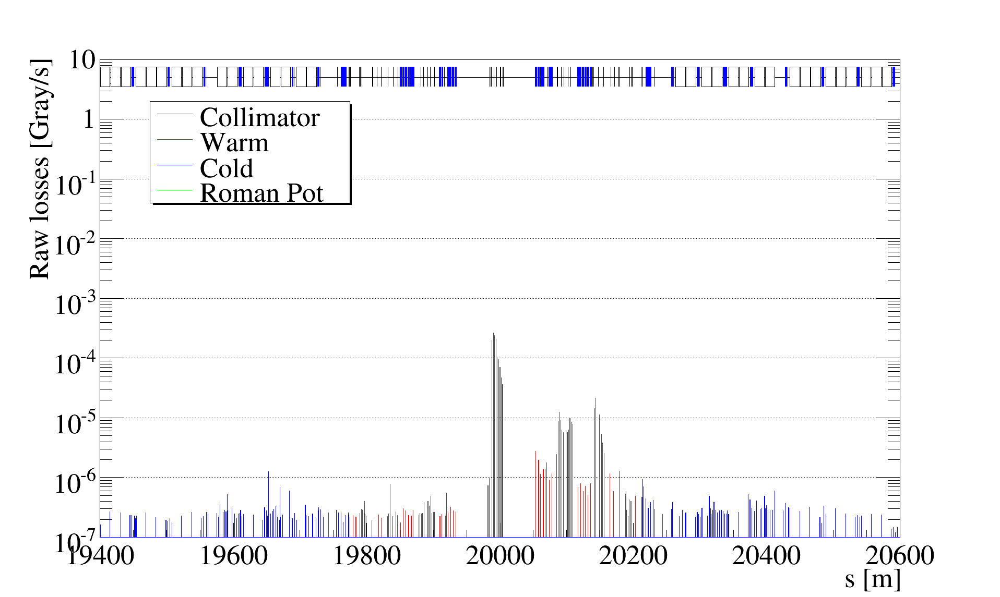 Raw losses [Gray/s]
10
1
10^-1
10^-2
10^-3
10^-4
10^-5
10^-6
10^-7
Collimator
Warm
Cold
Roman Pot
19400 19600 19800 20000 20200 20400 20600
s [m]